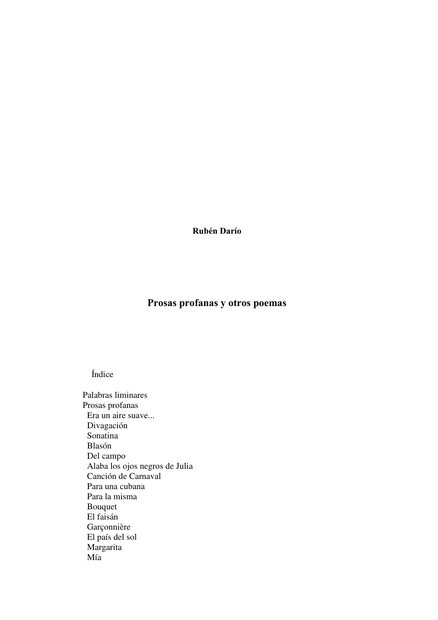 Rubén Darío
Prosas profanas y otros poemas
Índice
Palabras liminares
Prosas profanas
Era un aire suave...
Divagación
Sonatina
Blasón
Del campo
Alaba los ojos negros de Julia
Canción de Carnaval
Para una cubana
Para la misma
Bouquet
El faisán
Garçonnière
El país del sol
Margarita
Mía